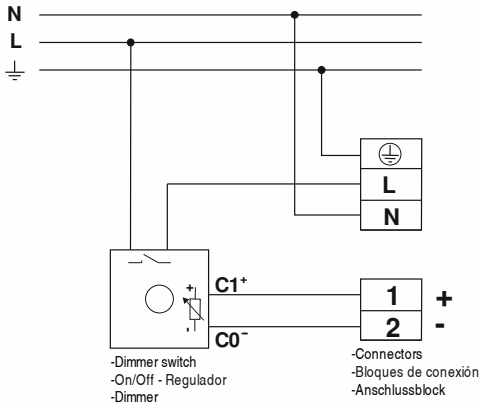 N
L
L
N
C1+
1
+
C0-
2
-
+
-
-Dimmer switch
-On/Off - Regulador
-Dimmer
-Connectors
-Bloques de conexión
-Anschlussblock